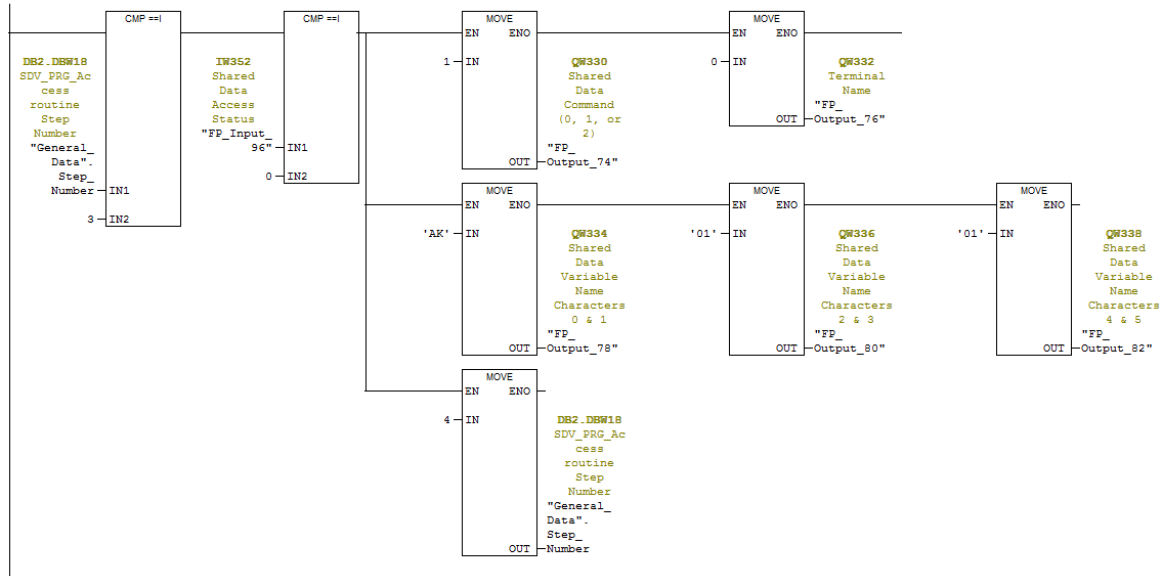 CMP ==I
CMP ==I
MOVE
MOVE
EN ENO
EN ENO
DB2.DBW18
SDV_PRG_Ac
cess
routine
Step
Number
"General_
Data".
Step_
Number
IN1
3
IN2
IW352
Shared
Data
Access
Status
"FP_Input_
96"
IN1
0
IN2
1
IN
QW330
Shared
Data
Command
(0, 1, or
2)
"FP_
OUT
Output_74"
0
IN
QW332
Terminal
Name
"FP_
OUT
Output_76"
MOVE
MOVE
MOVE
EN ENO
EN ENO
EN ENO
'AK'
IN
QW334
Shared
Data
Variable
Name
Characters
0 & 1
"FP_
OUT
Output_78"
'01'
IN
QW336
Shared
Data
Variable
Name
Characters
2 & 3
"FP_
OUT
Output_80"
'01'
IN
QW338
Shared
Data
Variable
Name
Characters
4 & 5
"FP_
OUT
Output_82"
MOVE
EN ENO
4
IN
DB2.DBW18
SDV_PRG_Ac
cess
routine
Step
Number
"General_
Data".
Step_
OUT
Number